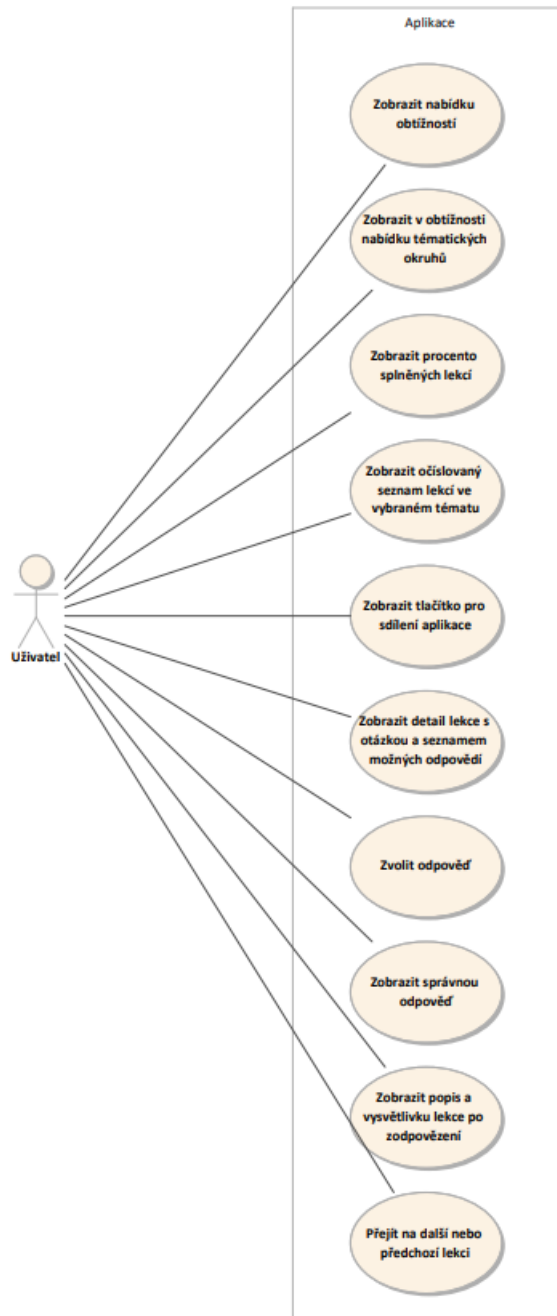 Aplikace
Zobrazit nabídku
obtížností
Zobrazit v obtížnosti
nabídku tématických
okruhů
Zobrazit procento
splněných lekcí
Zobrazit očíslovaný
seznam lekcí ve
vybraném tématu
Zobrazit tlačítko pro
sdílení aplikace
Uživatel
Zobrazit detail lekce s
otázkou a seznamem
možných odpovědí
Zvolit odpověď
Zobrazit správnou
odpověď
Zobrazit popis a
vysvětlivku lekce po
zodpovězení
Přejít na další nebo
předchozí lekci